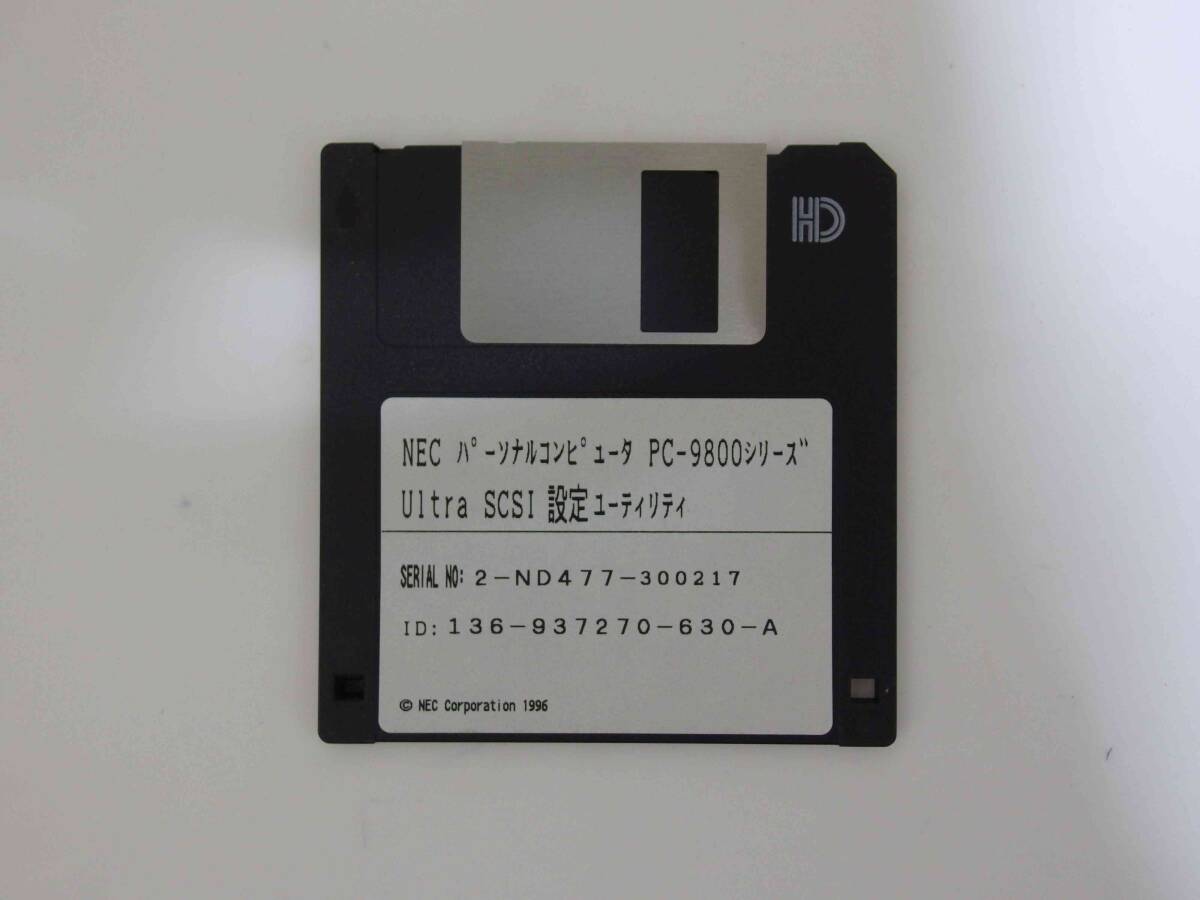 HD
NEC パーソナルコンピュータ PC-9800シリーズ
Ultra SCSI 設定ユーティリティ
SERIAL NO: 2-ND477-300217
ID: 136-937270-630-A
© NEC Corporation 1996